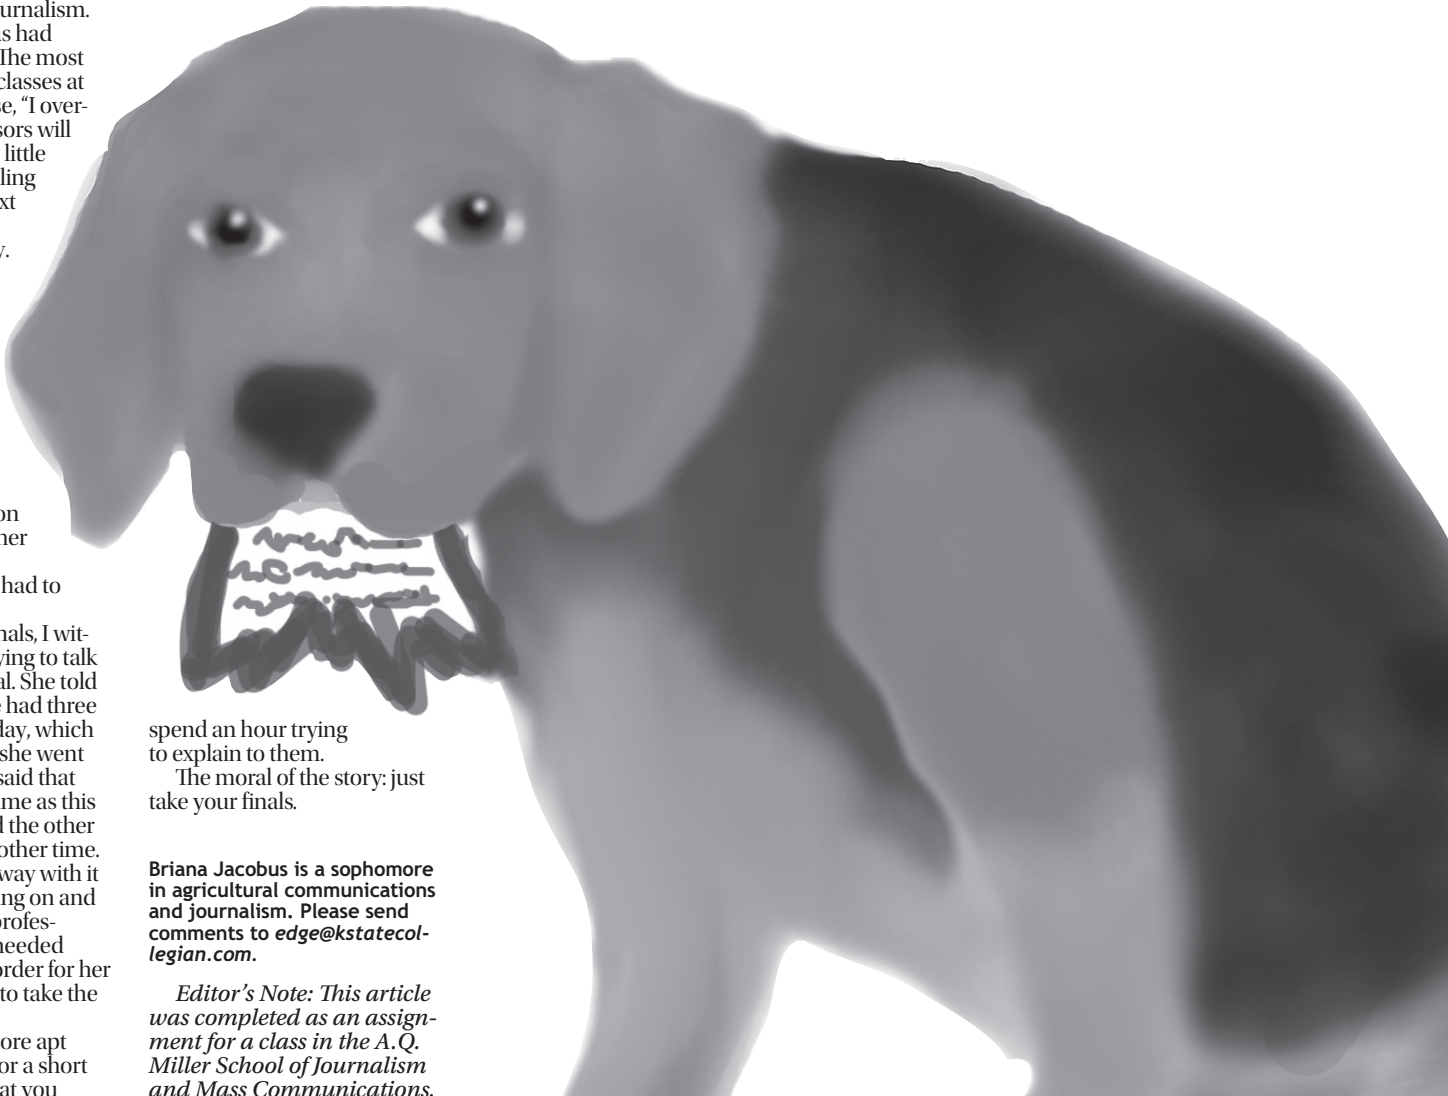 urnalism.
s had
The most
classes at
se, “I over-
sors will
little
ling
xt
y.
on
her
had to
nals, I wit-
ying to talk
al. She told
e had three
day, which
she went
said that
me as this
d the other
other time.
way with it
ng on and
profes-
needed
order for her
to take the
ore apt
or a short
at you
spend an hour trying
to explain to them.
The moral of the story: just
take your finals.
Briana Jacobus is a sophomore
in agricultural communications
and journalism. Please send
comments to edge@kstatecol-
legian.com.
Editor’s Note: This article
was completed as an assign-
ment for a class in the A.Q.
Miller School of Journalism
and Mass Communications.